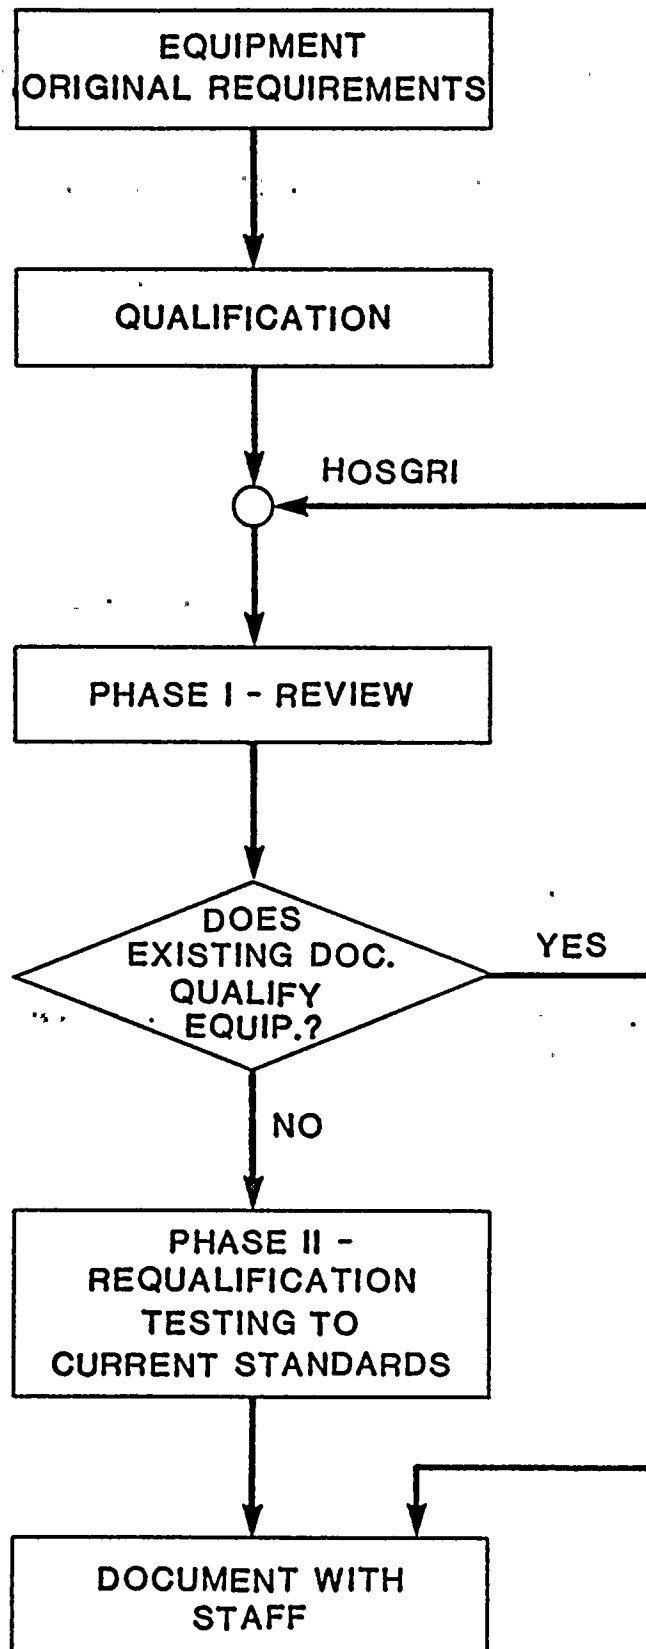 EQUIPMENT
ORIGINAL REQUIREMENTS
QUALIFICATION
HOSGRI
PHASE I - REVIEW
DOES
EXISTING DOC.
QUALIFY
EQUIP.?
YES
NO
PHASE II -
REQUALIFICATION
TESTING TO
CURRENT STANDARDS
DOCUMENT WITH
STAFF